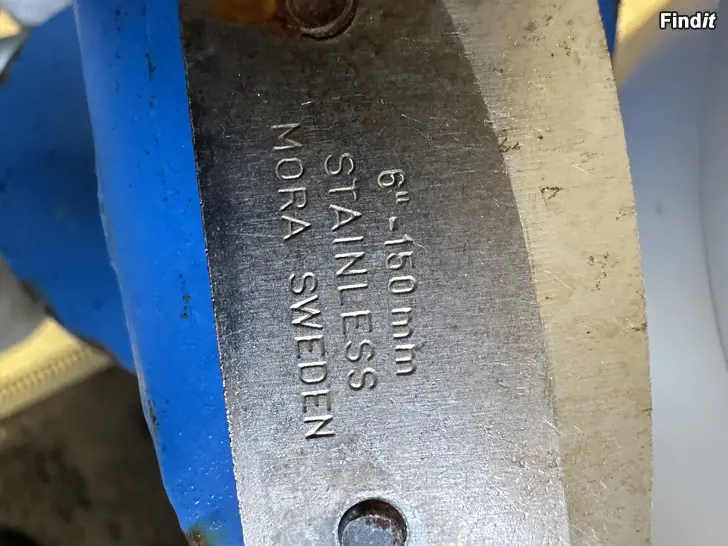 Findit
6"-150 mm
STAINLESS
MORA SWEDEN